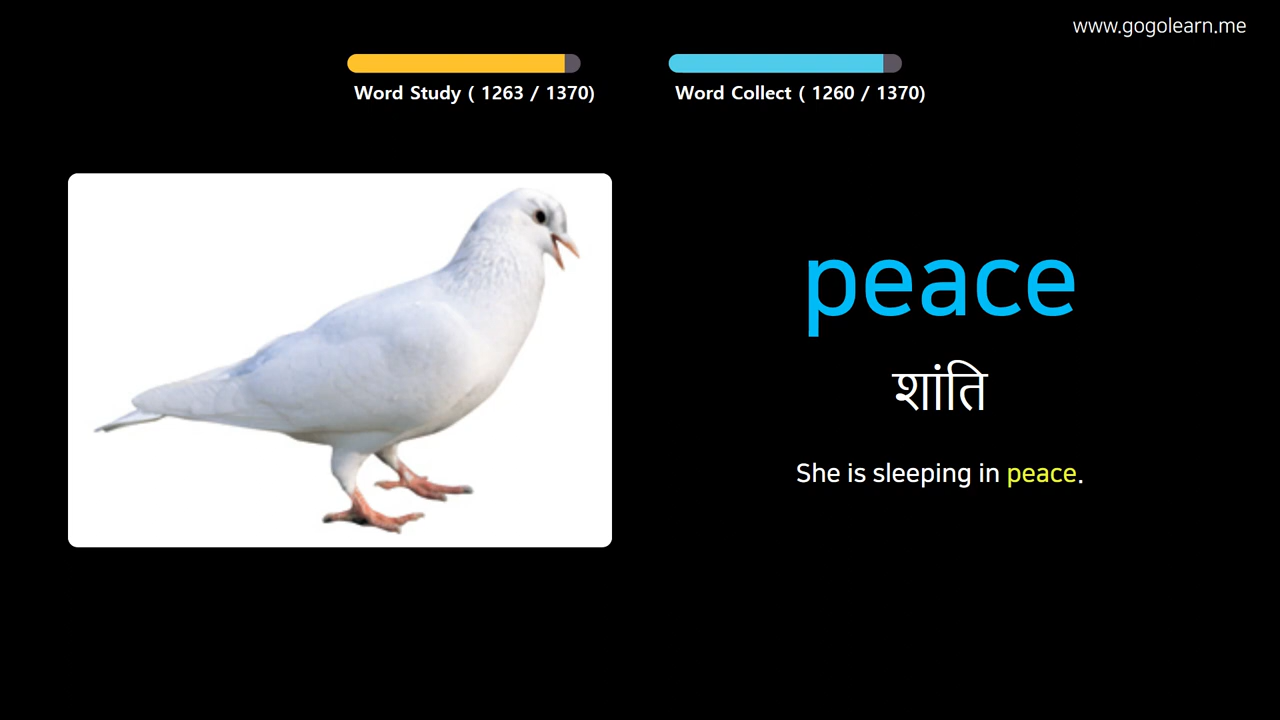 www.gogolearn.me
Word Study ( 1263 / 1370)
Word Collect ( 1260 / 1370)
peace
शांति
She is sleeping in peace.